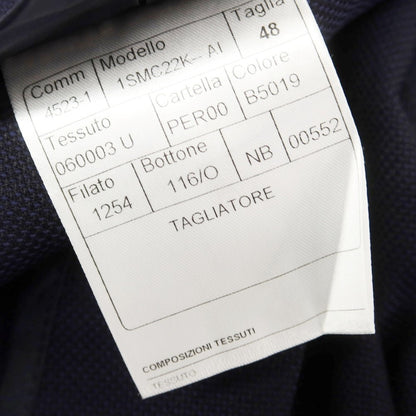 Comm Modello Taglia
4523-1 1SMC22K-- AI 48
Tessuto Cartella Colore
060003 U PER00 B5019
Filato Bottone NB 00552
1254 116/O
TAGLIATORE
COMPOSIZIONI TESSUTI
TESSUTO